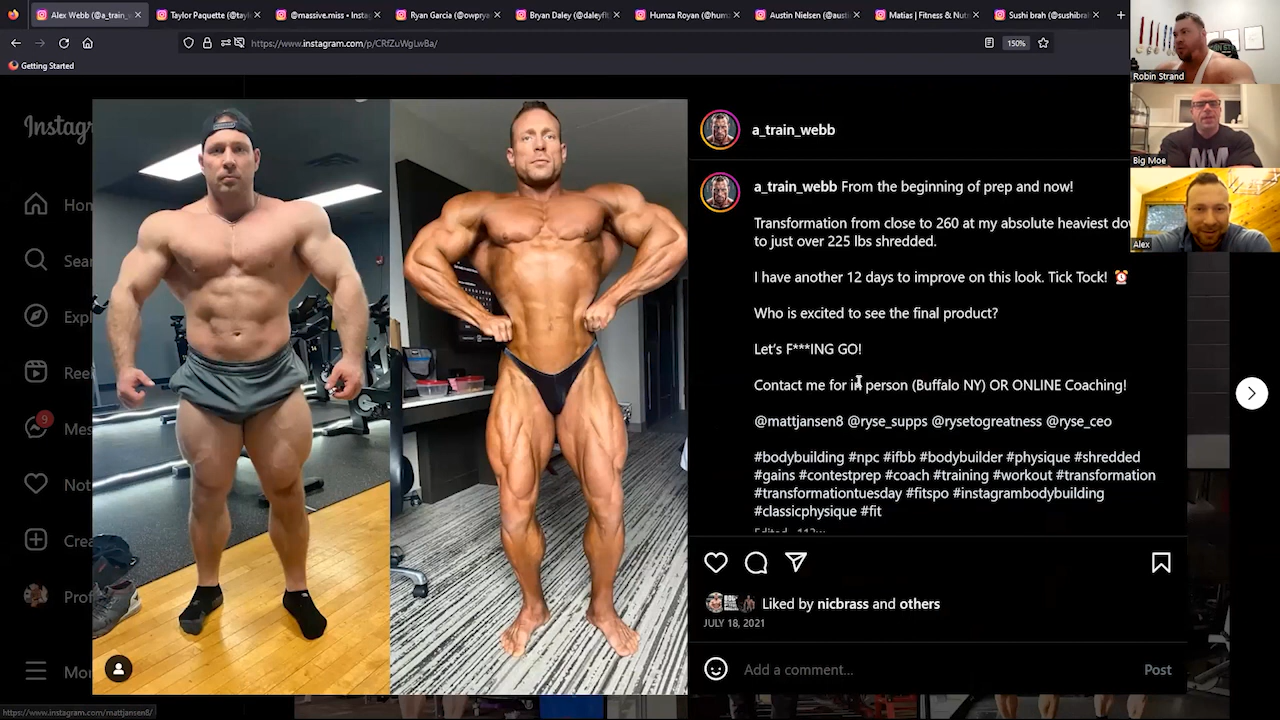 Alex Webb (@a_train_
Taylor Paquette (@tayl
@massive.miss • Instag
Ryan Garcia (@owprya
Bryan Daley (@daleyfit
Humza Royan (@hum
Austin Nielsen (@austi
Matias | Fitness & Nut
Sushi brah (@sushibrah
https://www.instagram.com/p/CRfZuWgLwBa/
150%
Getting Started
Robin Strand
Big Moe
Alex
Instag
Hom
Sear
Expl
Reel
9
Mes
Not
Crea
Prof
Mor
a_train_webb
a_train_webb From the beginning of prep and now!
Transformation from close to 260 at my absolute heaviest dow
to just over 225 lbs shredded.
I have another 12 days to improve on this look. Tick Tock! ⏰
Who is excited to see the final product?
Let's F***ING GO!
Contact me for in person (Buffalo NY) OR ONLINE Coaching!
@mattjansen8 @ryse_supps @rysetogreatness @ryse_ceo
#bodybuilding #npc #ifbb #bodybuilder #physique #shredded
#gains #contestprep #coach #training #workout #transformation
#transformationtuesday #fitspo #instagrambodybuilding
#classicphysique #fit
Liked by nicbrass and others
JULY 18, 2021
Add a comment...
Post
https://www.instagram.com/mattjansen8/